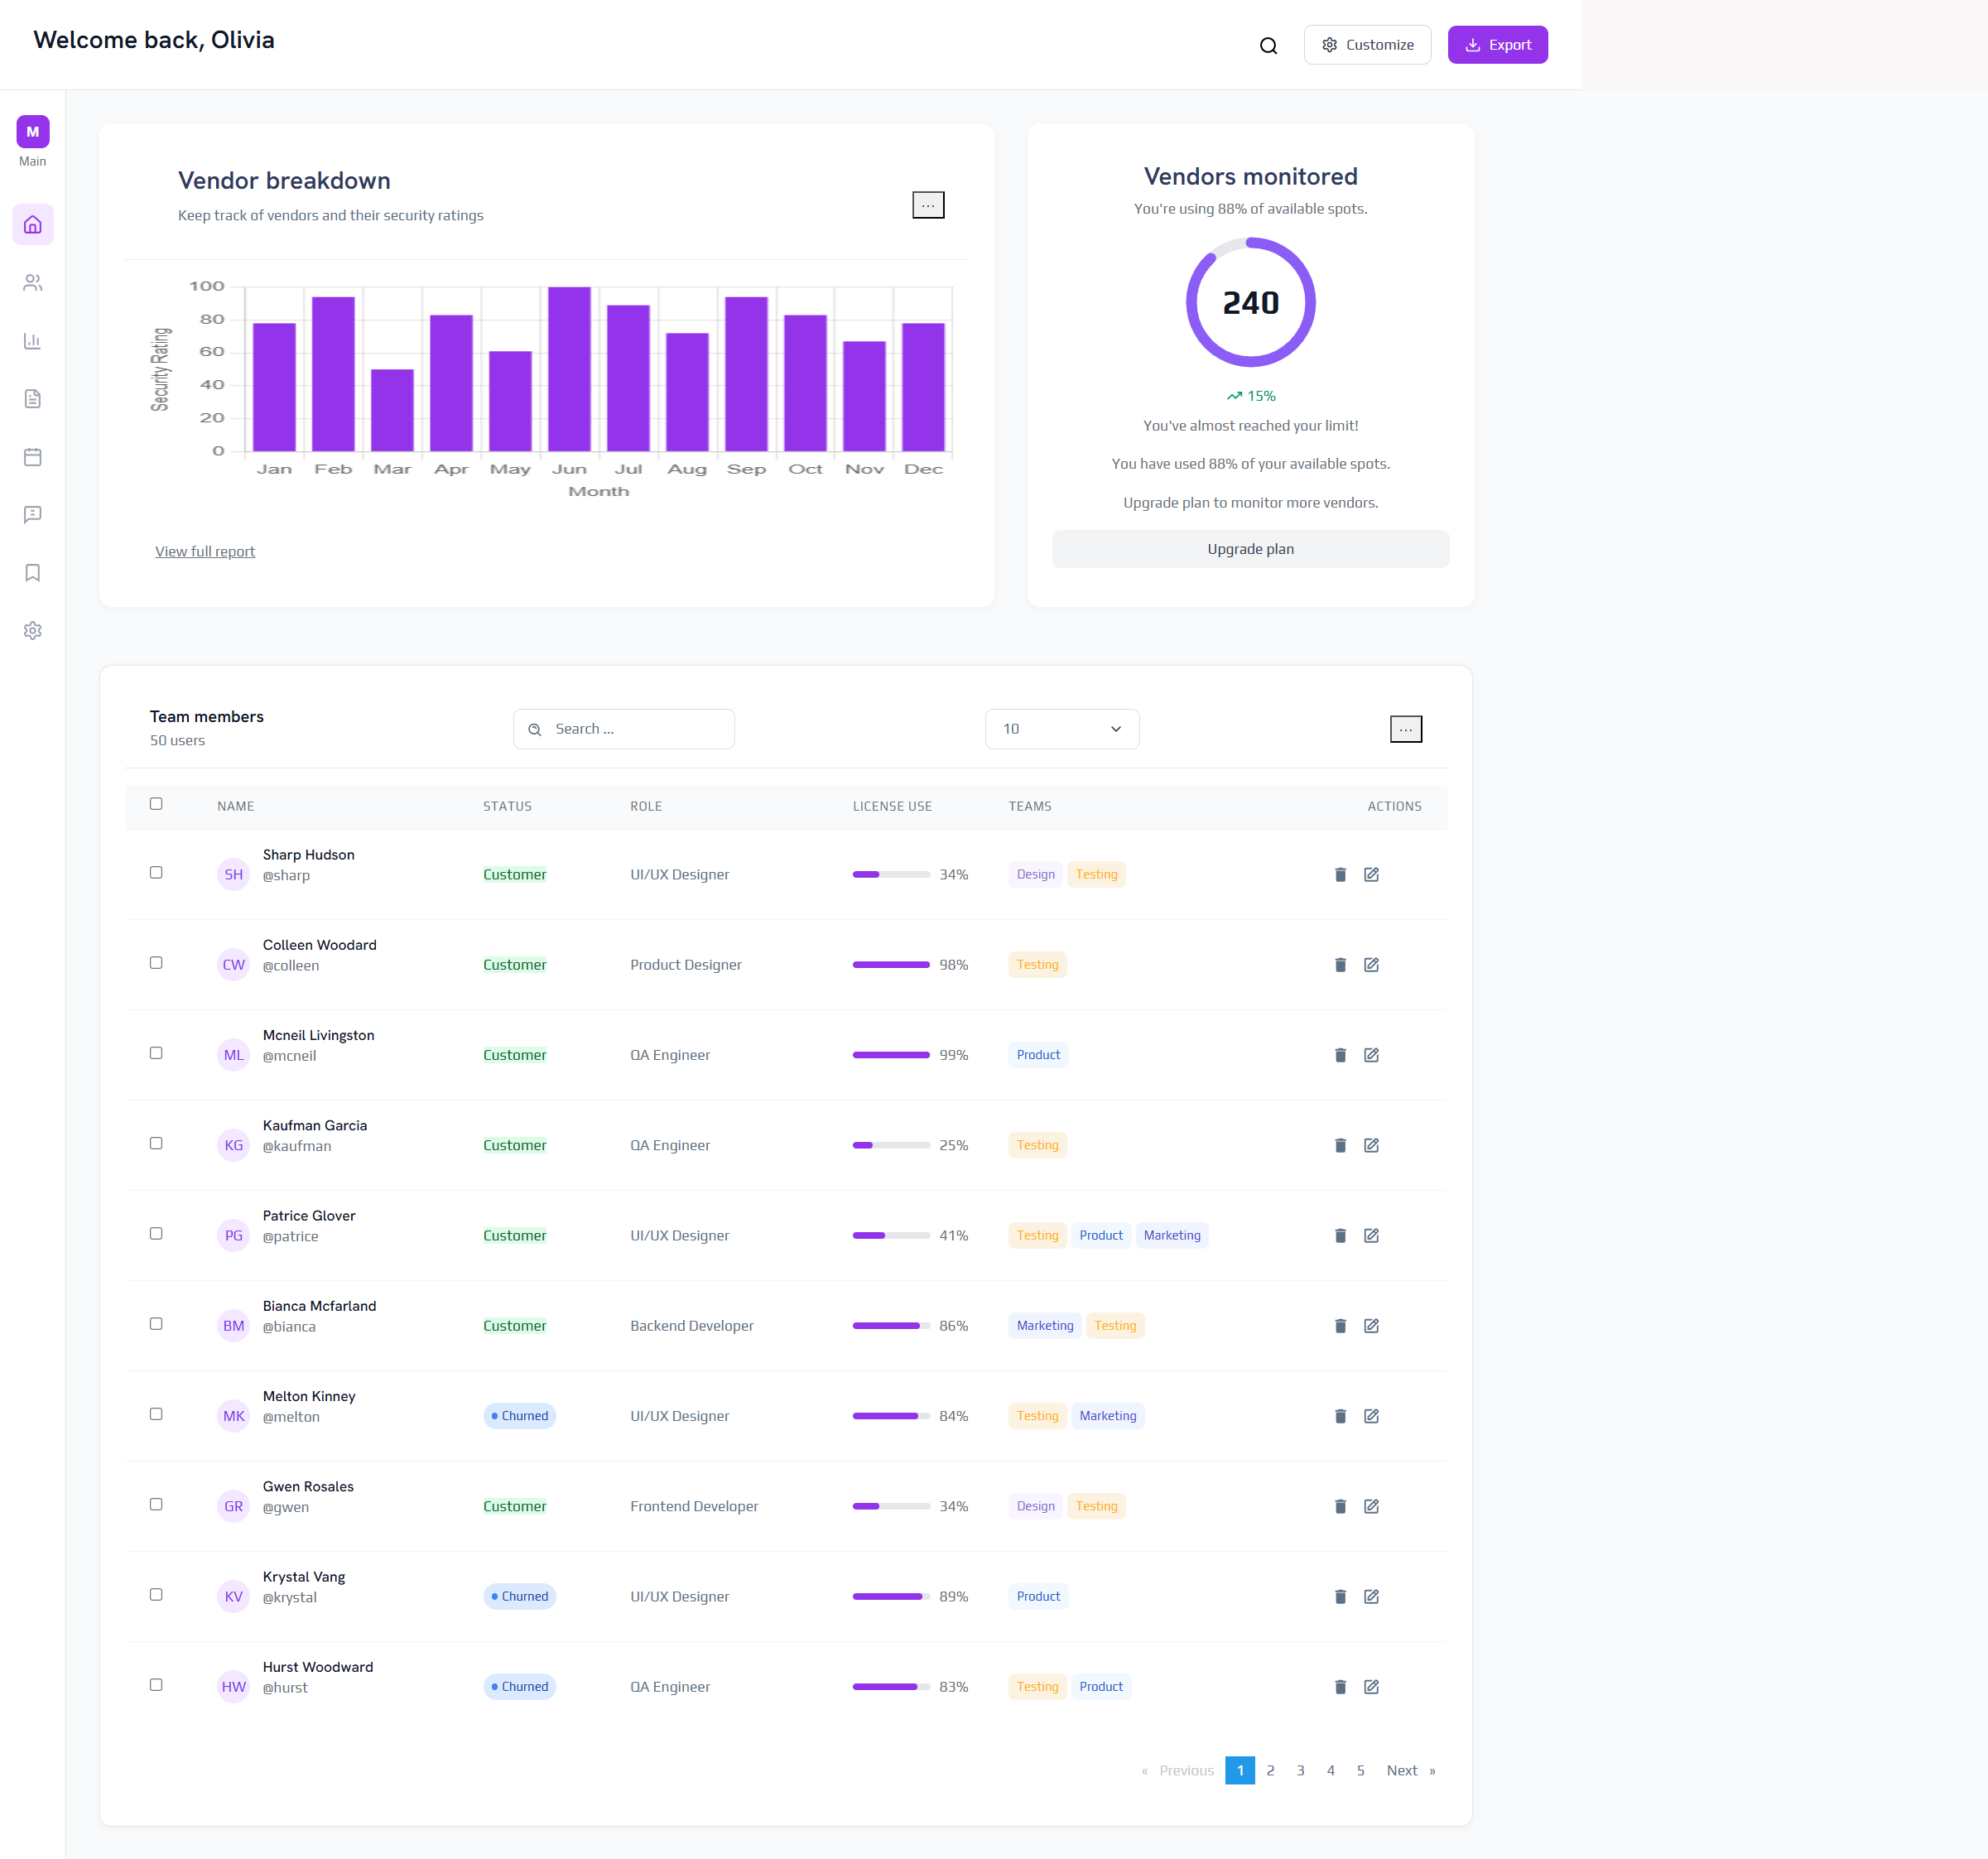 Welcome back, Olivia
Customize
Export
M
Main
Vendor breakdown
Keep track of vendors and their security ratings
...
Security Rating
100
80
60
40
20
0
Jan Feb Mar Apr May Jun Jul Aug Sep Oct Nov Dec
Month
View full report
Vendors monitored
You're using 88% of available spots.
240
15%
You've almost reached your limit!
You have used 88% of your available spots.
Upgrade plan to monitor more vendors.
Upgrade plan
Team members
50 users
Search ...
10
...
NAME STATUS ROLE LICENSE USE TEAMS ACTIONS
Sharp Hudson
SH @sharp Customer UI/UX Designer 34% Design Testing
Colleen Woodard
CW @colleen Customer Product Designer 98% Testing
Mcneil Livingston
ML @mcneil Customer QA Engineer 99% Product
Kaufman Garcia
KG @kaufman Customer QA Engineer 25% Testing
Patrice Glover
PG @patrice Customer UI/UX Designer 41% Testing Product Marketing
Bianca Mcfarland
BM @bianca Customer Backend Developer 86% Marketing Testing
Melton Kinney
MK @melton Churned UI/UX Designer 84% Testing Marketing
Gwen Rosales
GR @gwen Customer Frontend Developer 34% Design Testing
Krystal Vang
KV @krystal Churned UI/UX Designer 89% Product
Hurst Woodward
HW @hurst Churned QA Engineer 83% Testing Product
« Previous 1 2 3 4 5 Next »